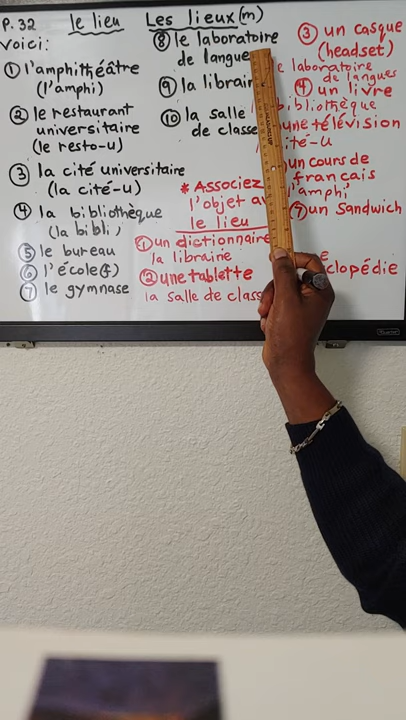 P. 32 le lieu Les lieux (m)
Voici:
① l'amphithéâtre
(l'amphi)
② le restaurant
universitaire
(le resto-u)
③ la cité universitaire
(la cité-u)
④ la bibliothèque
(la bibli
⑤ le bureau
⑥ l'école (f)
⑦ le gymnase
⑧ le laboratoire
de langue
⑨ la librair
⑩ la salle
de classe
* Associez
l'objet av
le lieu
① un dictionnaire
la librairie
② une tablette
la salle de class
③ un casque
(headset)
e laboratoire
de langues
④ un livre
bibliothèque
une télévision
ité-u
un cours de
français
l'amphi
⑦ un sandwich
clopédie